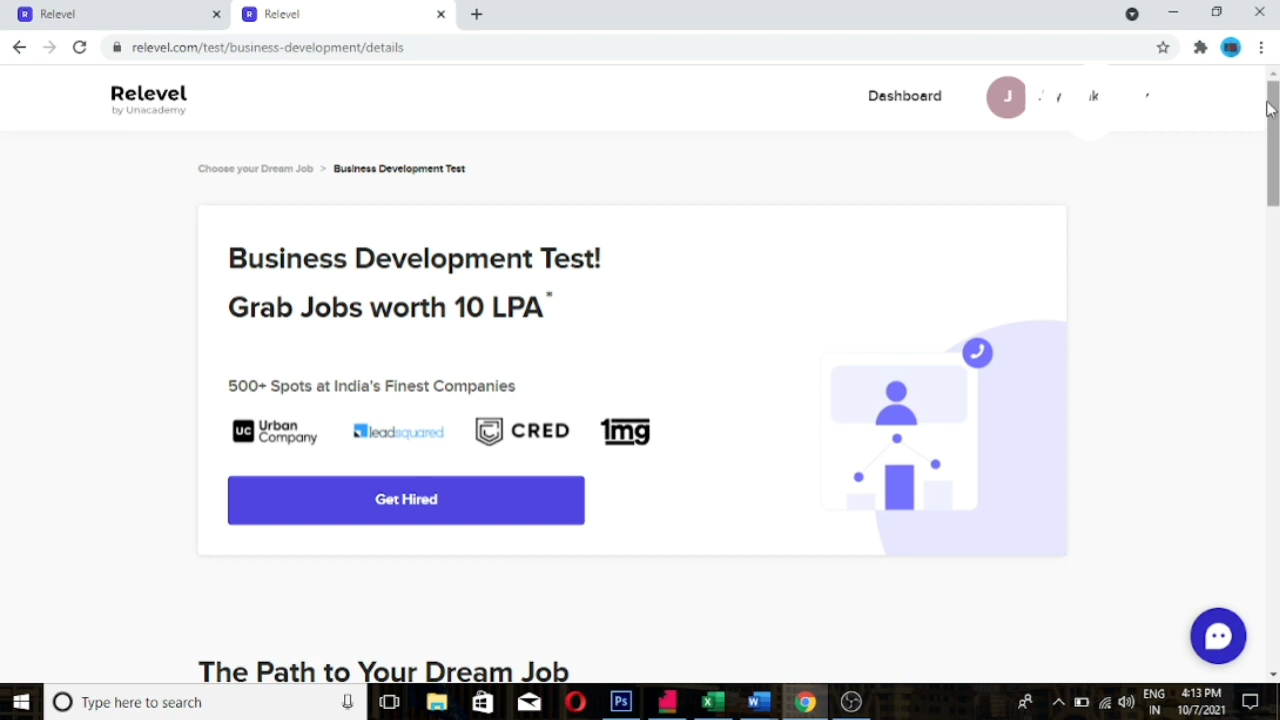 Relevel
Relevel
relevel.com/test/business-development/details
Relevel
by Unacademy
Dashboard
J
Choose your Dream Job > Business Development Test
Business Development Test!
Grab Jobs worth 10 LPA*
500+ Spots at India's Finest Companies
UC Urban Company
leadsquared
CRED
1mg
Get Hired
The Path to Your Dream Job
Type here to search
ENG
IN
4:13 PM
10/7/2021